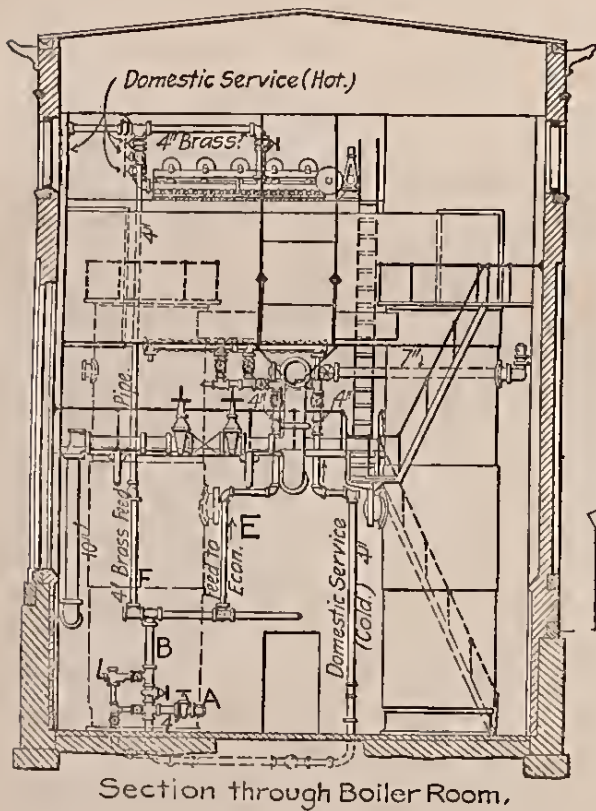 Domestic Service (Hot.)
4" Brass.
4"
7"
4"
4"
10"
4" Brass Feed Pipe
Feed to
Econ.
E
Domestic Service
(Cold.)
4"
F
B
A
4"
Section through Boiler Room,